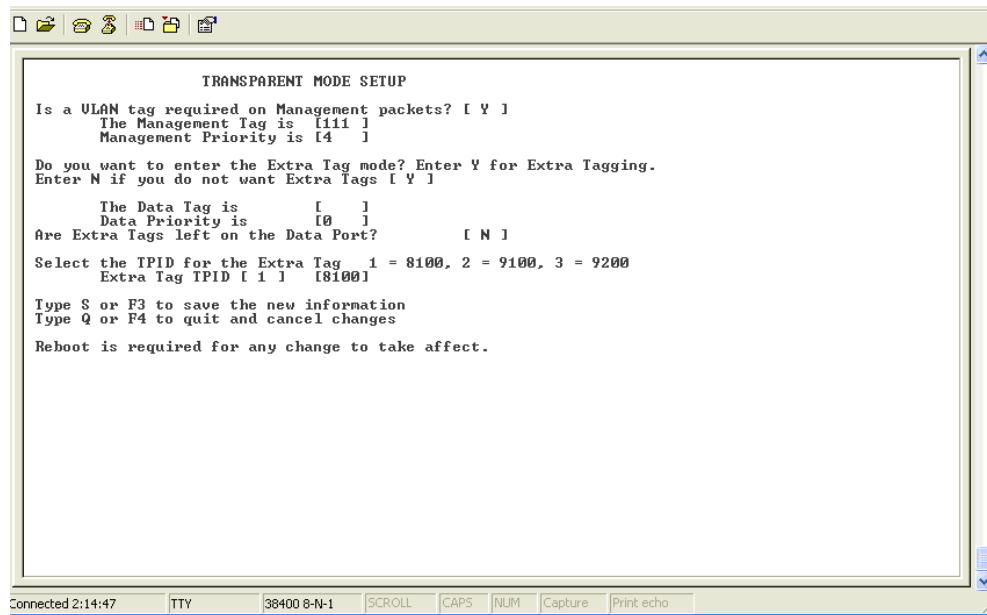 TRANSPARENT MODE SETUP
Is a VLAN tag required on Management packets? [ Y ]
The Management Tag is [111 ]
Management Priority is [4 ]
Do you want to enter the Extra Tag mode? Enter Y for Extra Tagging.
Enter N if you do not want Extra Tags [ Y ]
The Data Tag is [ ]
Data Priority is [0 ]
Are Extra Tags left on the Data Port? [ N ]
Select the TPID for the Extra Tag 1 = 8100, 2 = 9100, 3 = 9200
Extra Tag TPID [ 1 ] [8100]
Type S or F3 to save the new information
Type Q or F4 to quit and cancel changes
Reboot is required for any change to take affect.
Connected 2:14:47 TTY 38400 8-N-1 SCROLL CAPS NUM Capture Print echo